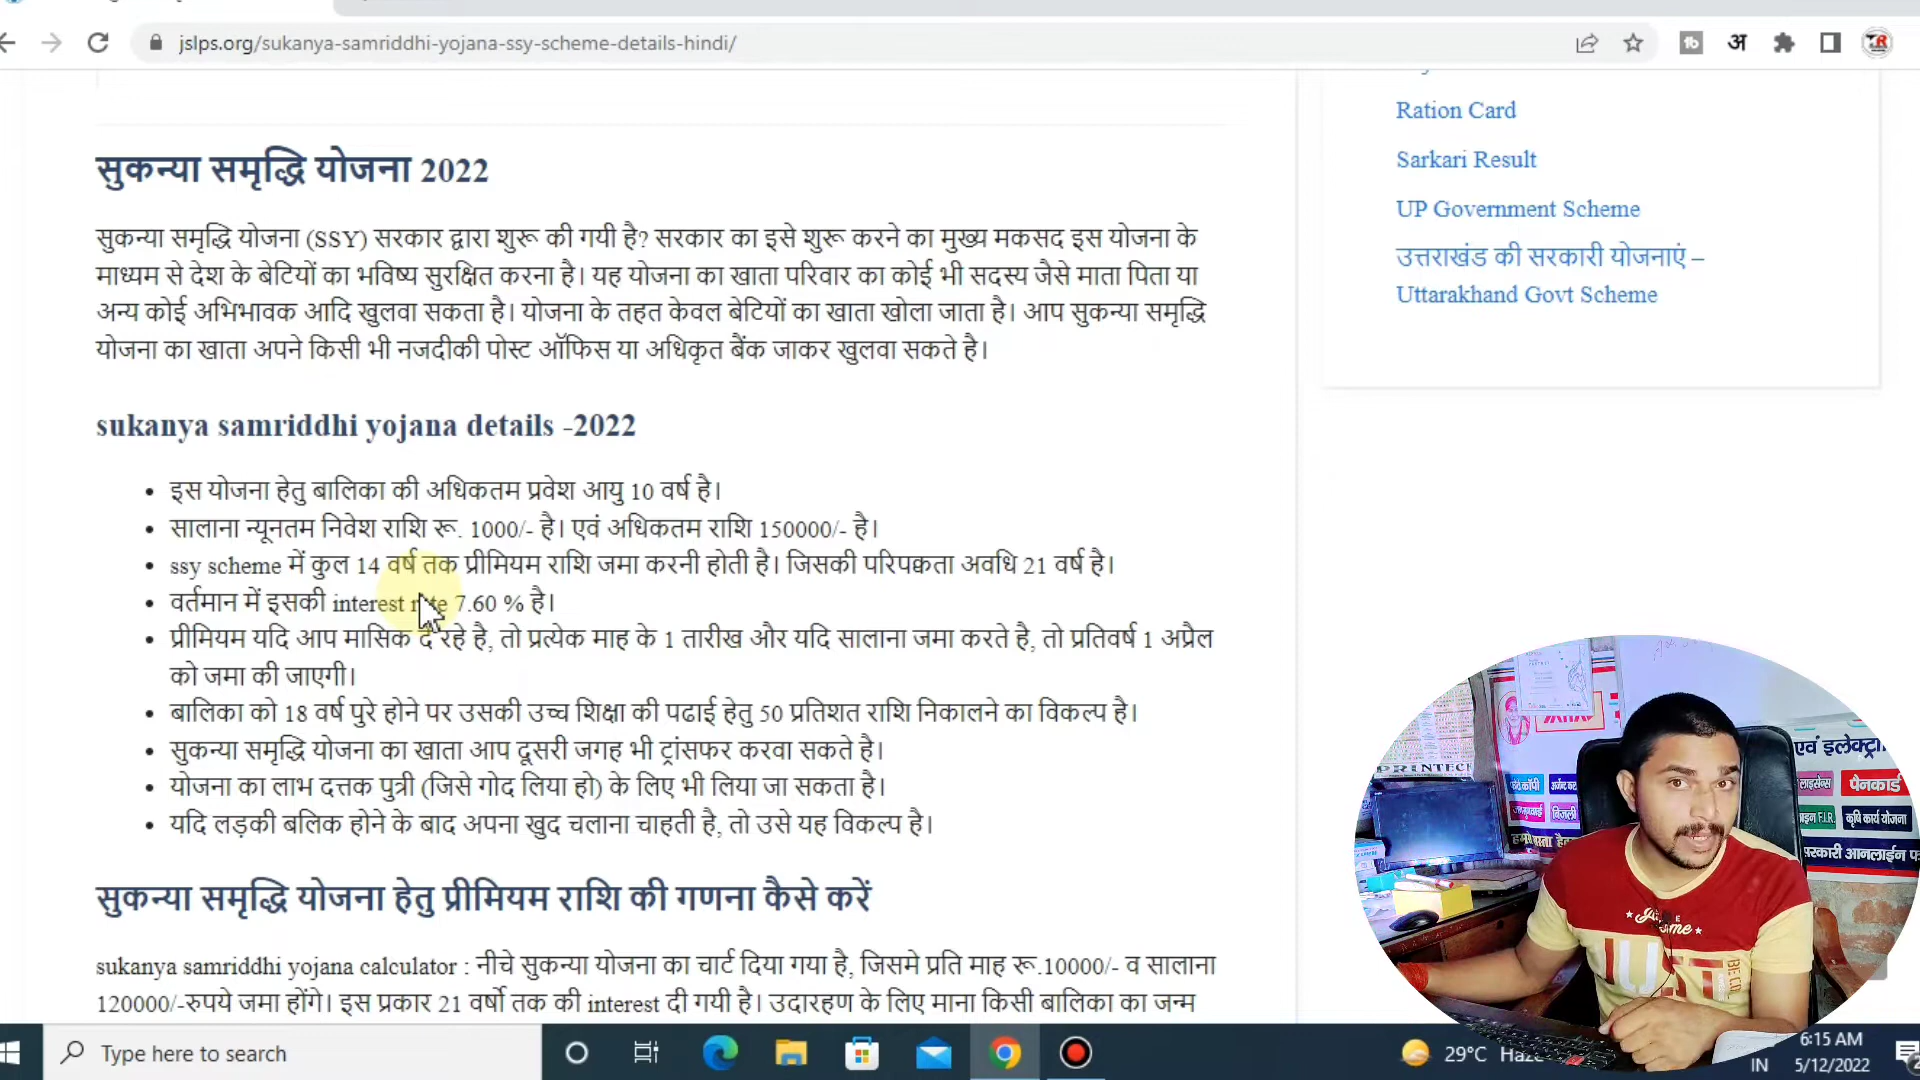 jslps.org/sukanya-samriddhi-yojana-ssy-scheme-details-hindi/
अ
Ration Card
Sarkari Result
UP Government Scheme
उत्तराखंड की सरकारी योजनाएं –
Uttarakhand Govt Scheme
सुकन्या समृद्धि योजना 2022
सुकन्या समृद्धि योजना (SSY) सरकार द्वारा शुरू की गयी है? सरकार का इसे शुरू करने का मुख्य मकसद इस योजना के
माध्यम से देश के बेटियों का भविष्य सुरक्षित करना है। यह योजना का खाता परिवार का कोई भी सदस्य जैसे माता पिता या
अन्य कोई अभिभावक आदि खुलवा सकता है। योजना के तहत केवल बेटियों का खाता खोला जाता है। आप सुकन्या समृद्धि
योजना का खाता अपने किसी भी नजदीकी पोस्ट ऑफिस या अधिकृत बैंक जाकर खुलवा सकते है।
sukanya samriddhi yojana details -2022
इस योजना हेतु बालिका की अधिकतम प्रवेश आयु 10 वर्ष है।
सालाना न्यूनतम निवेश राशि रू. 1000/- है। एवं अधिकतम राशि 150000/- है।
ssy scheme में कुल 14 वर्ष तक प्रीमियम राशि जमा करनी होती है। जिसकी परिपक्वता अवधि 21 वर्ष है।
वर्तमान में इसकी interest rate 7.60 % है।
प्रीमियम यदि आप मासिक दे रहे है, तो प्रत्येक माह के 1 तारीख और यदि सालाना जमा करते है, तो प्रतिवर्ष 1 अप्रैल
को जमा की जाएगी।
बालिका को 18 वर्ष पुरे होने पर उसकी उच्च शिक्षा की पढाई हेतु 50 प्रतिशत राशि निकालने का विकल्प है।
सुकन्या समृद्धि योजना का खाता आप दूसरी जगह भी ट्रांसफर करवा सकते है।
योजना का लाभ दत्तक पुत्री (जिसे गोद लिया हो) के लिए भी लिया जा सकता है।
यदि लड़की बलिक होने के बाद अपना खुद चलाना चाहती है, तो उसे यह विकल्प है।
सुकन्या समृद्धि योजना हेतु प्रीमियम राशि की गणना कैसे करें
sukanya samriddhi yojana calculator : नीचे सुकन्या योजना का चार्ट दिया गया है, जिसमे प्रति माह रू.10000/- व सालाना
120000/-रुपये जमा होंगे। इस प्रकार 21 वर्षो तक की interest दी गयी है। उदारहण के लिए माना किसी बालिका का जन्म
एवं इलेक्ट्रा
पैनकार्ड
कृषि कार्य योजना
बिजली
Type here to search
29°C Haze
6:15 AM
IN
5/12/2022